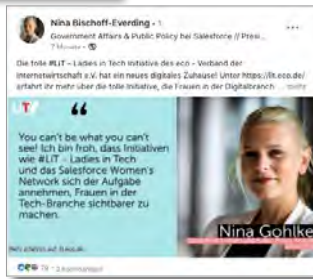 Nina Bischoff-Everding • 1
Government Affairs & Public Policy bei Salesforce // Presi...
7 Monate •
Die tolle #LiT – Ladies in Tech Initiative des eco – Verband der
Internetwirtschaft e.V. hat ein neues digitales Zuhause! Unter https://lit.eco.de/
erfahrt ihr mehr über die tolle Initiative, die Frauen in der Digitalbranch ... mehr
“
You can't be what you can't
see! Ich bin froh, dass Initiativen
wie #LiT – Ladies in Tech
und das Salesforce Women's
Network sich der Aufgabe
annehmen, Frauen in der
Tech-Branche sichtbarer zu
machen.
Nina Gohlke